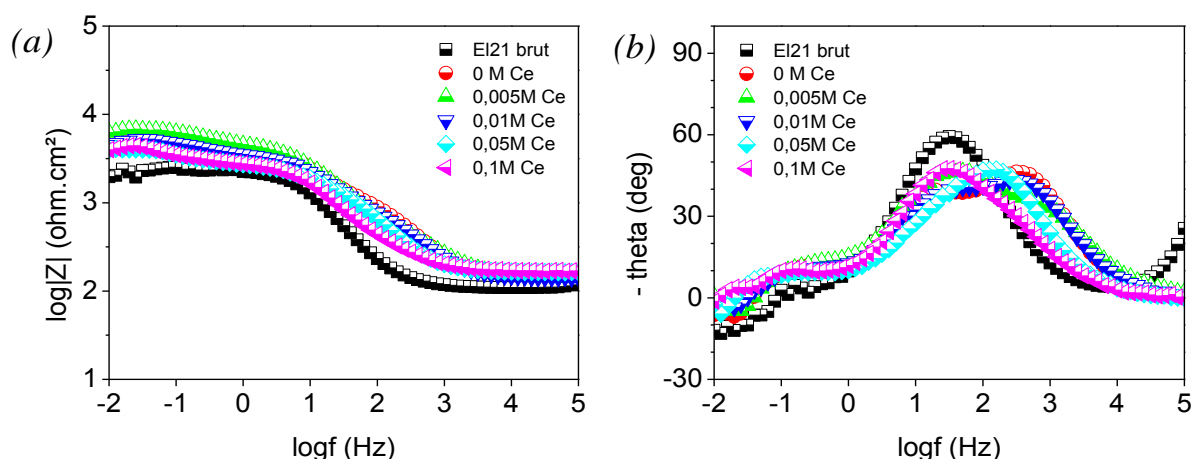 (a)
5
4
3
2
1
log|Z| (ohm.cm²)
-2 -1 0 1 2 3 4 5
logf (Hz)
El21 brut
0 M Ce
0,005M Ce
0,01M Ce
0,05M Ce
0,1M Ce
(b)
90
60
30
0
-30
- theta (deg)
-2 -1 0 1 2 3 4 5
logf (Hz)
El21 brut
0 M Ce
0,005M Ce
0,01M Ce
0,05M Ce
0,1M Ce